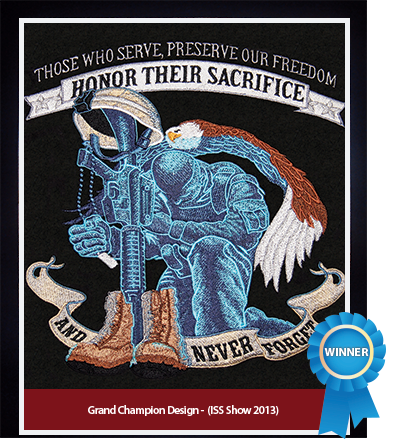 THOSE WHO SERVE, PRESERVE OUR FREEDOM
HONOR THEIR SACRIFICE
AND NEVER FORGET
WINNER
Grand Champion Design - (ISS Show 2013)